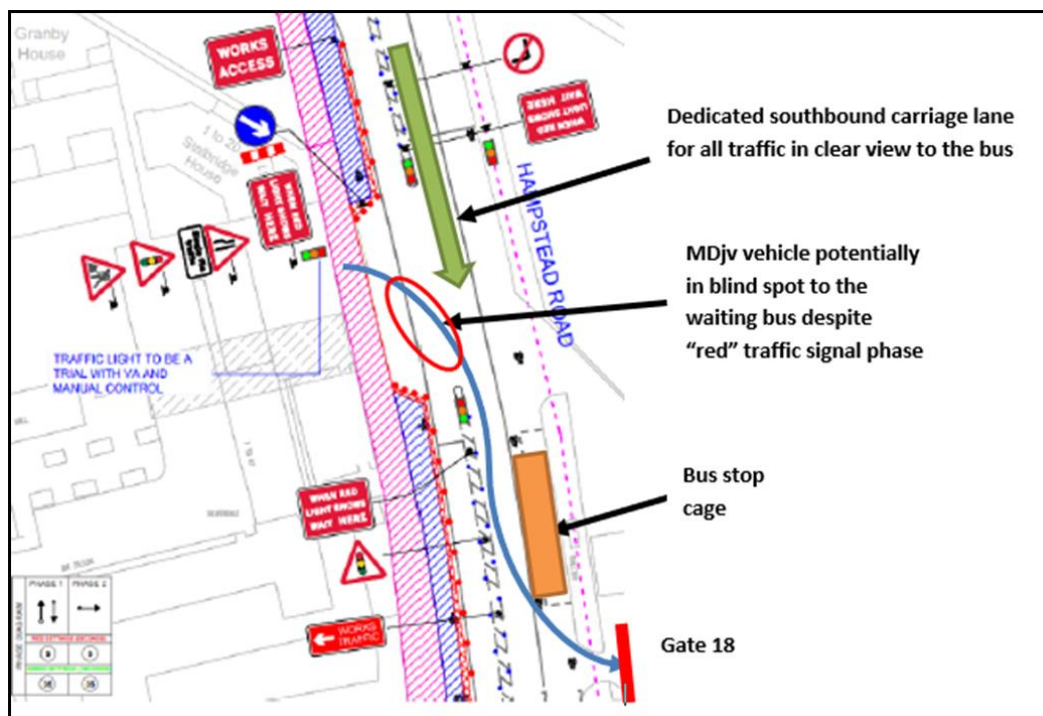 Granby
House
WORKS
ACCESS
WHEN RED
LIGHT SHOWS
WAIT HERE
1 to 20
Stalbridge
House
WHEN RED
LIGHT SHOWS
WAIT HERE
HAMPSTEAD ROAD
TRAFFIC LIGHT TO BE A
TRIAL WITH VA AND
MANUAL CONTROL
WHEN RED
LIGHT SHOWS
WAIT HERE
WORKS
TRAFFIC
PHASE DIAGRAM
PHASE 1
PHASE 2
Dedicated southbound carriage lane
for all traffic in clear view to the bus
MDjv vehicle potentially
in blind spot to the
waiting bus despite
“red” traffic signal phase
Bus stop
cage
Gate 18